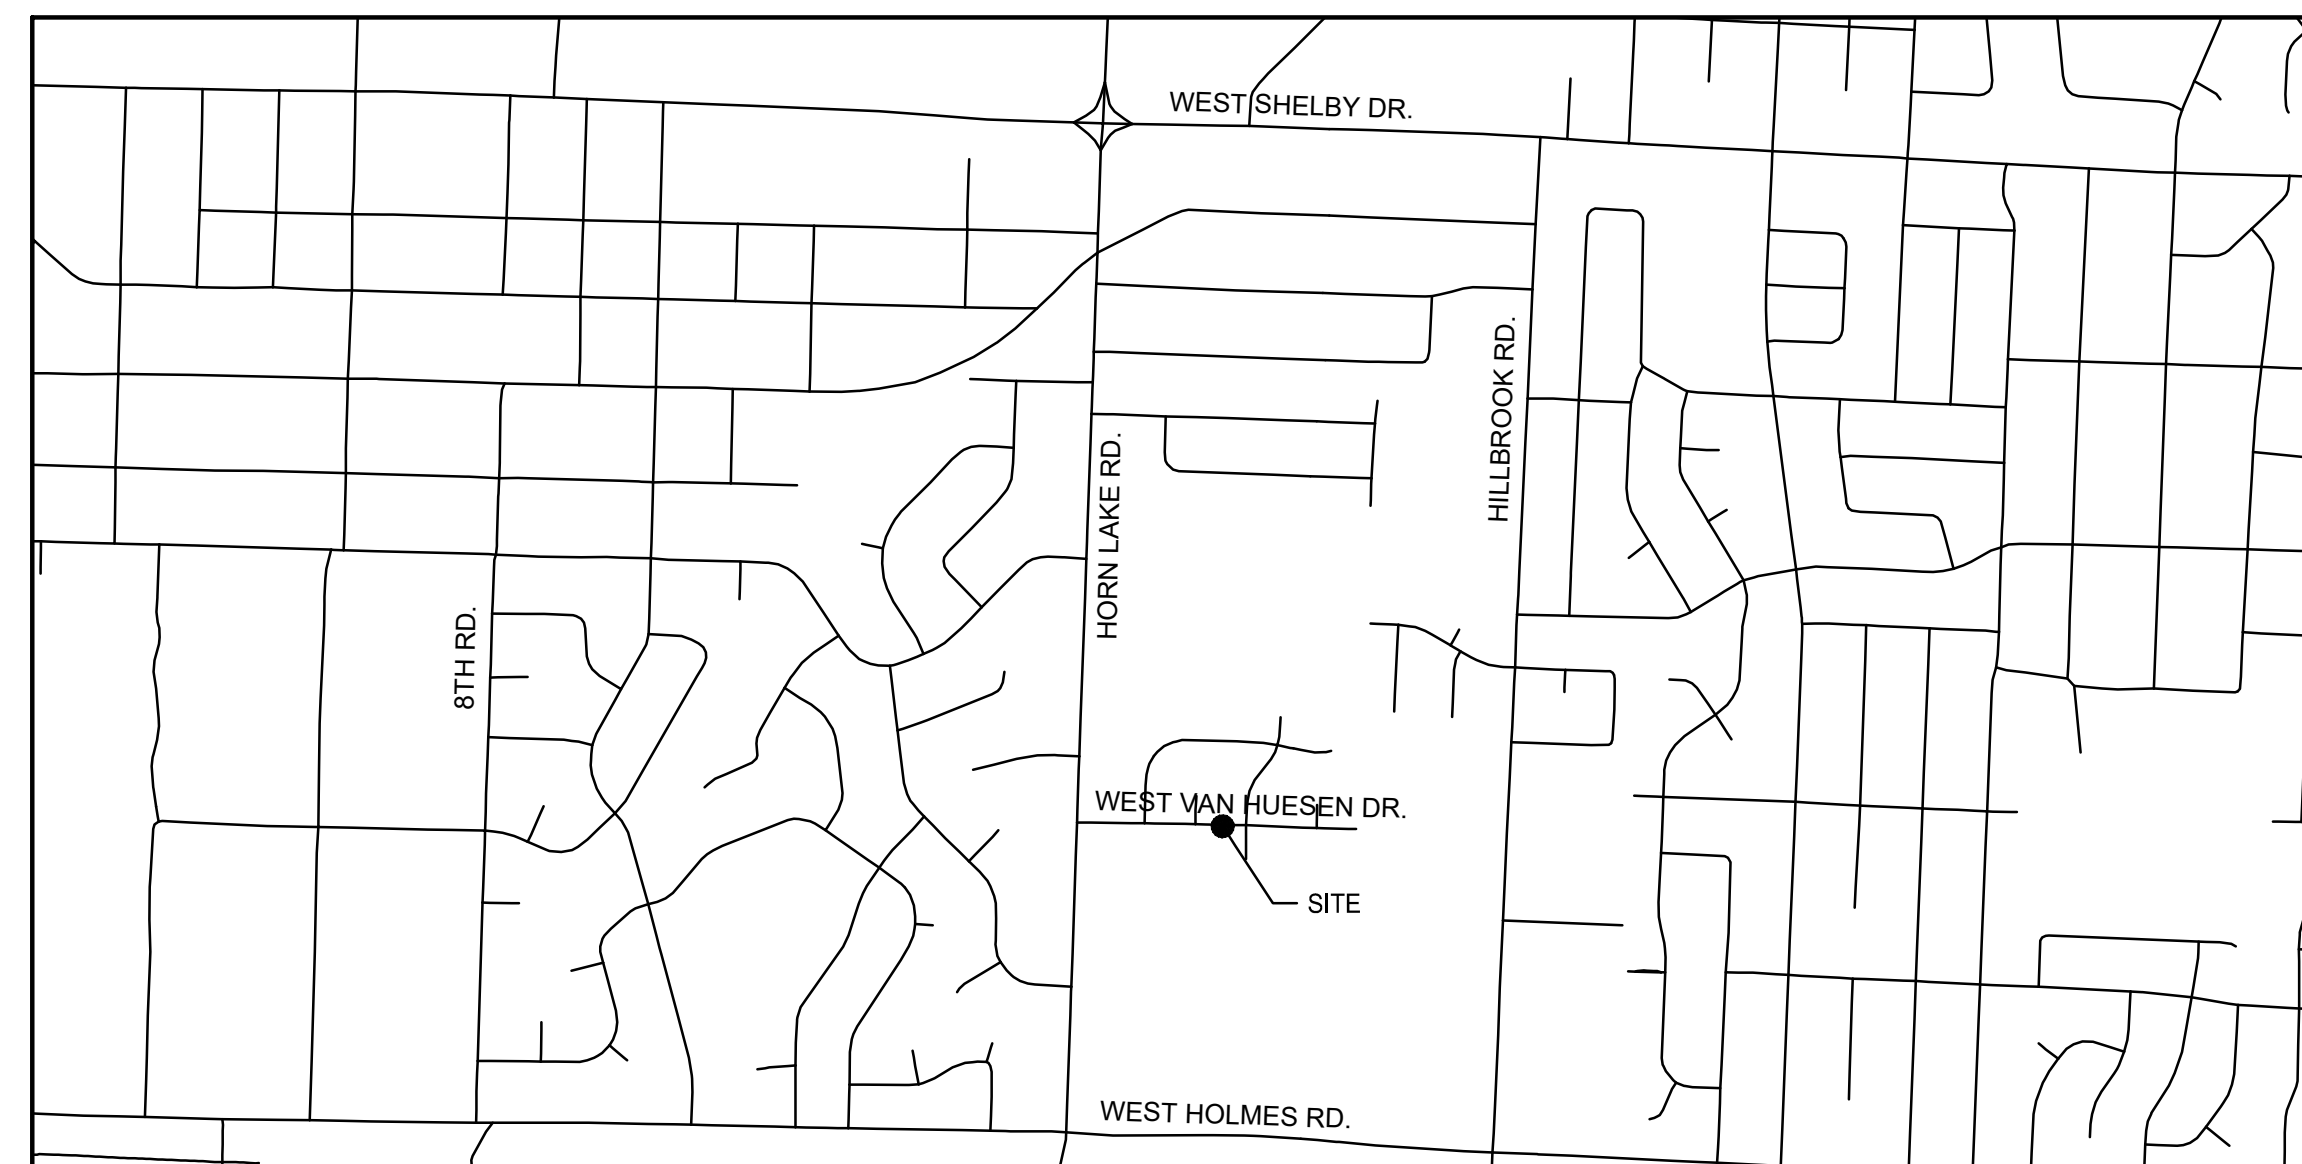 WEST SHELBY DR.
HILLBROOK RD.
HORN LAKE RD.
8TH RD.
WEST VAN HUESEN DR.
SITE
WEST HOLMES RD.